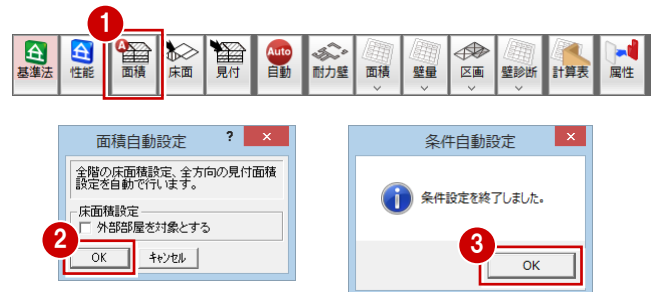 1
基準法 性能 面積 床面 見付 自動 耐力壁 面積 壁量 区画 壁診断 計算表 属性
A
Auto
面積自動設定 ? ×
全階の床面積設定、全方向の見付面積
設定を自動で行います。
床面積設定
外部部屋を対象とする
2
OK キャンセル
条件自動設定 ×
条件設定を終了しました。
3
OK